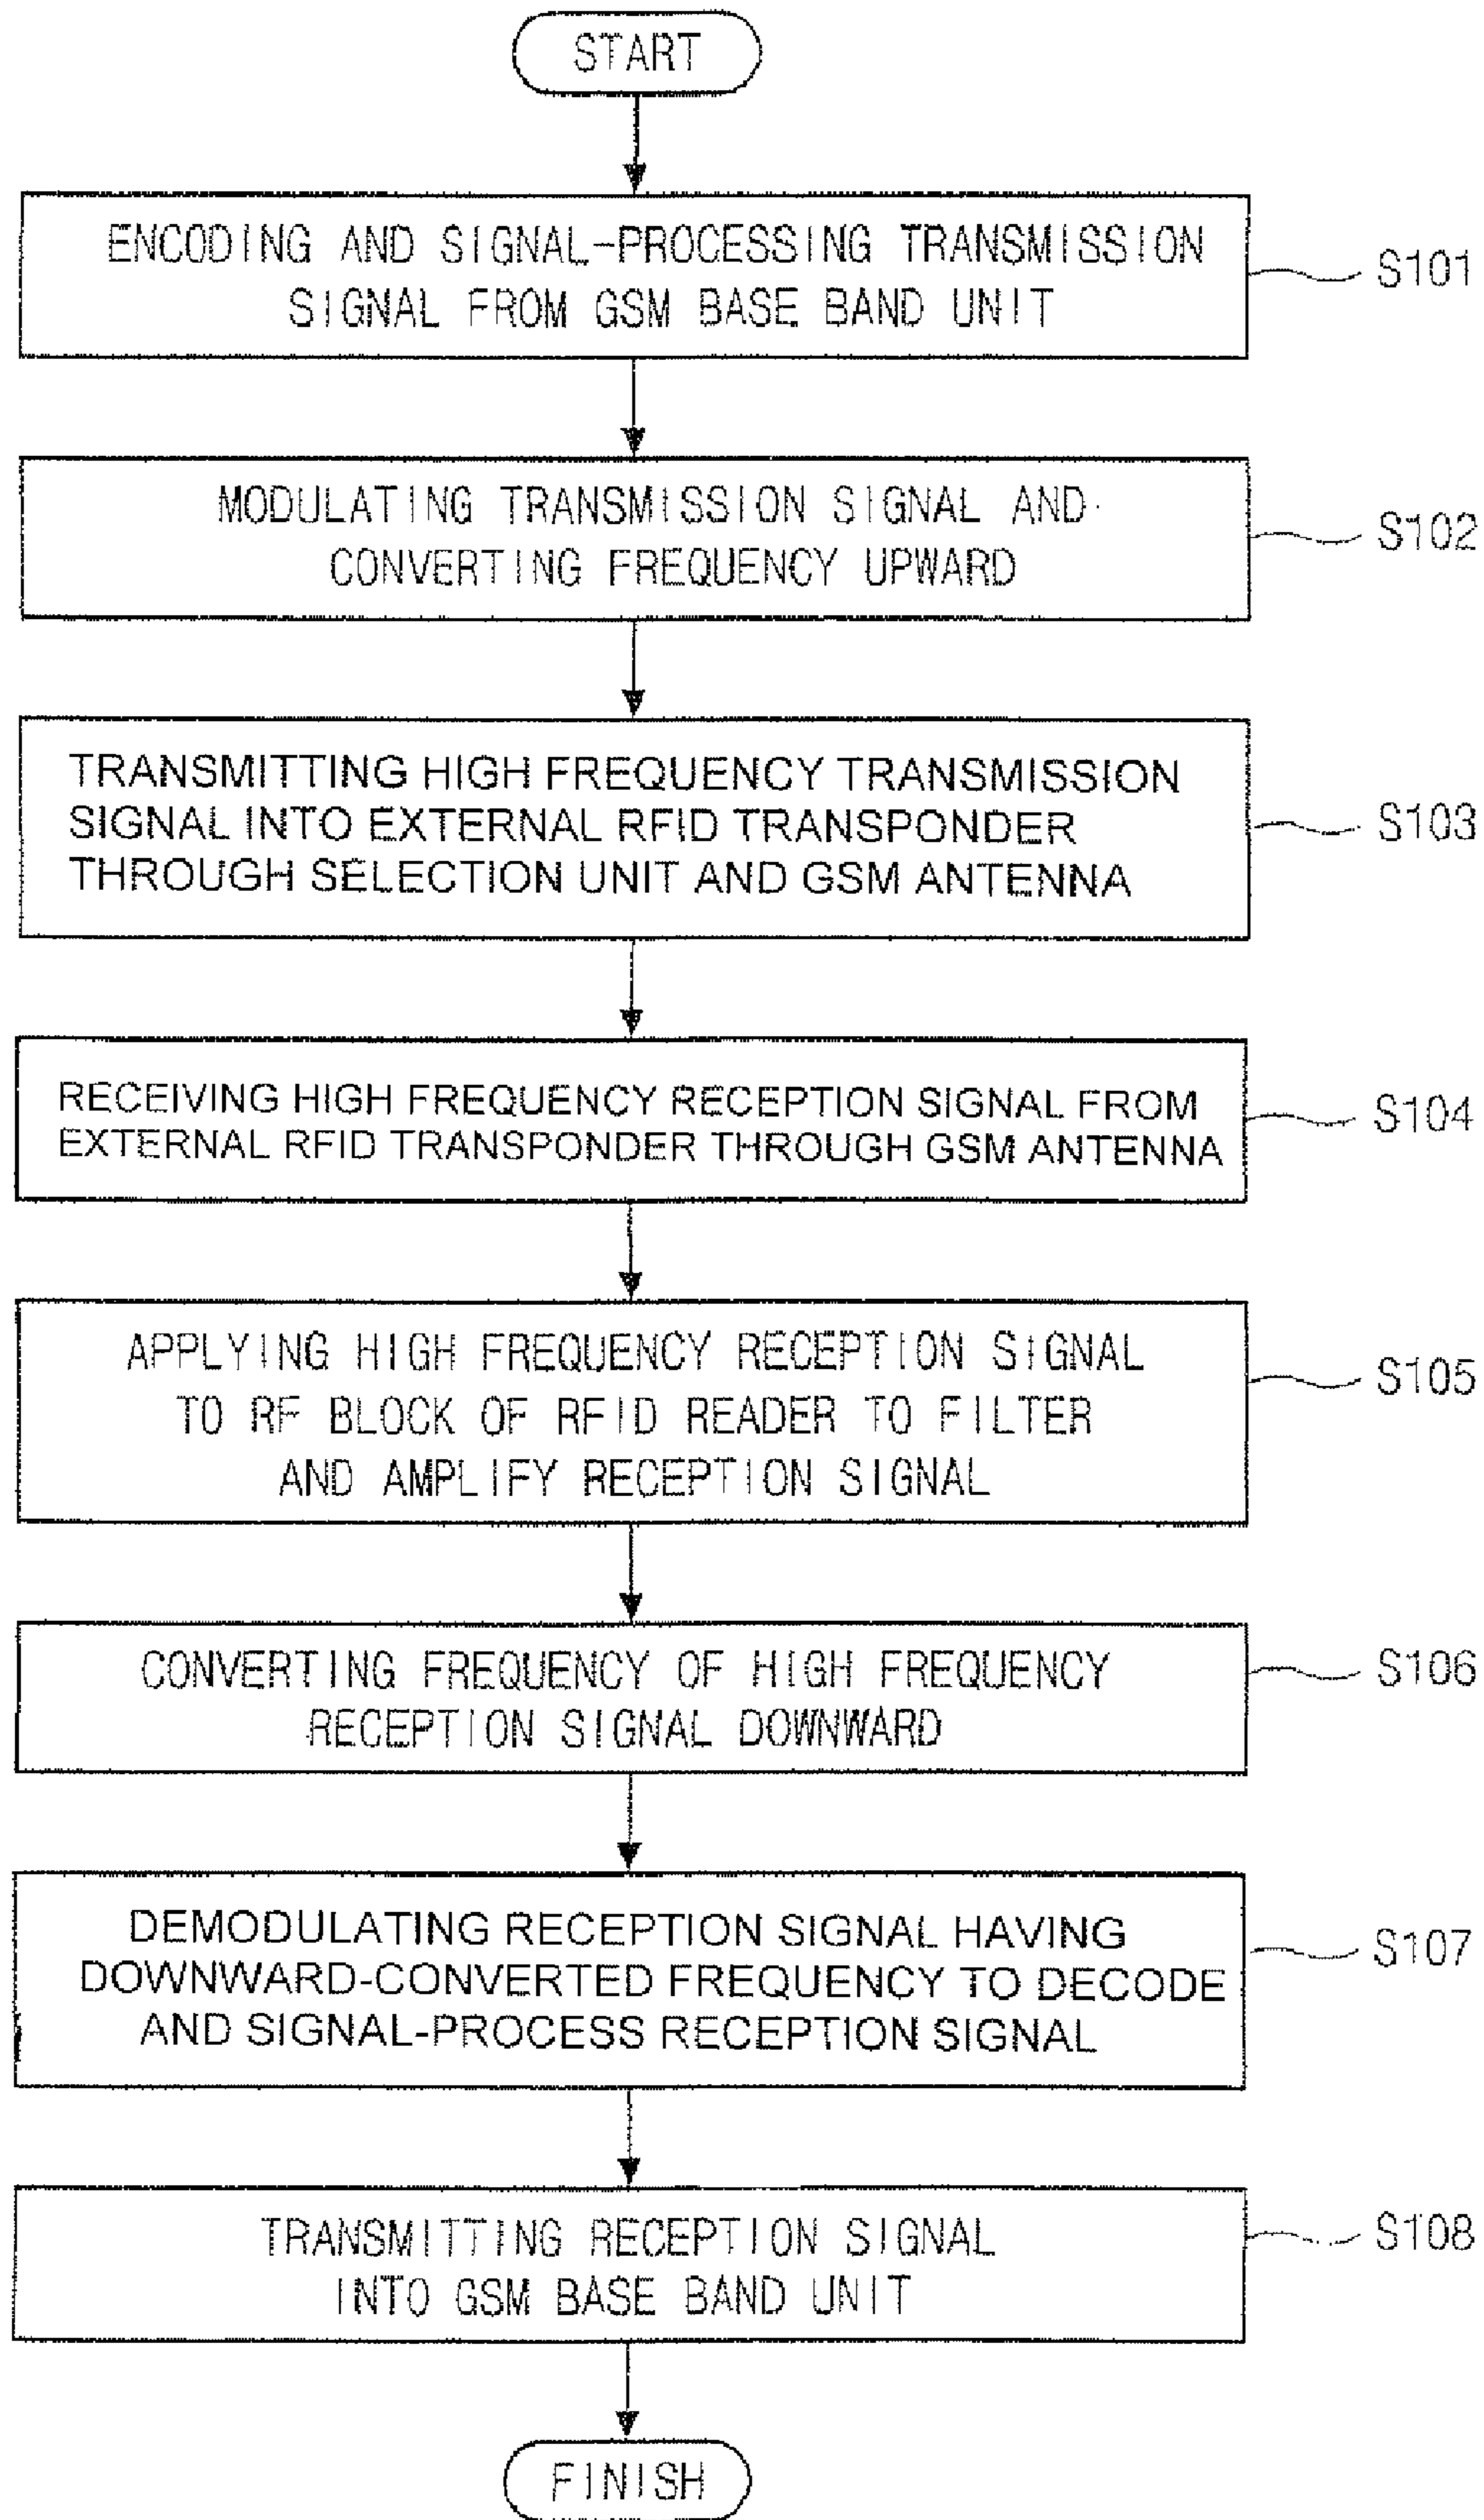 START
ENCODING AND SIGNAL-PROCESSING TRANSMISSION
SIGNAL FROM GSM BASE BAND UNIT
S101
MODULATING TRANSMISSION SIGNAL AND
CONVERTING FREQUENCY UPWARD
S102
TRANSMITTING HIGH FREQUENCY TRANSMISSION
SIGNAL INTO EXTERNAL RFID TRANSPONDER
THROUGH SELECTION UNIT AND GSM ANTENNA
S103
RECEIVING HIGH FREQUENCY RECEPTION SIGNAL FROM
EXTERNAL RFID TRANSPONDER THROUGH GSM ANTENNA
S104
APPLYING HIGH FREQUENCY RECEPTION SIGNAL
TO RF BLOCK OF RFID READER TO FILTER
AND AMPLIFY RECEPTION SIGNAL
S105
CONVERTING FREQUENCY OF HIGH FREQUENCY
RECEPTION SIGNAL DOWNWARD
S106
DEMODULATING RECEPTION SIGNAL HAVING
DOWNWARD-CONVERTED FREQUENCY TO DECODE
AND SIGNAL-PROCESS RECEPTION SIGNAL
S107
TRANSMITTING RECEPTION SIGNAL
INTO GSM BASE BAND UNIT
S108
FINISH